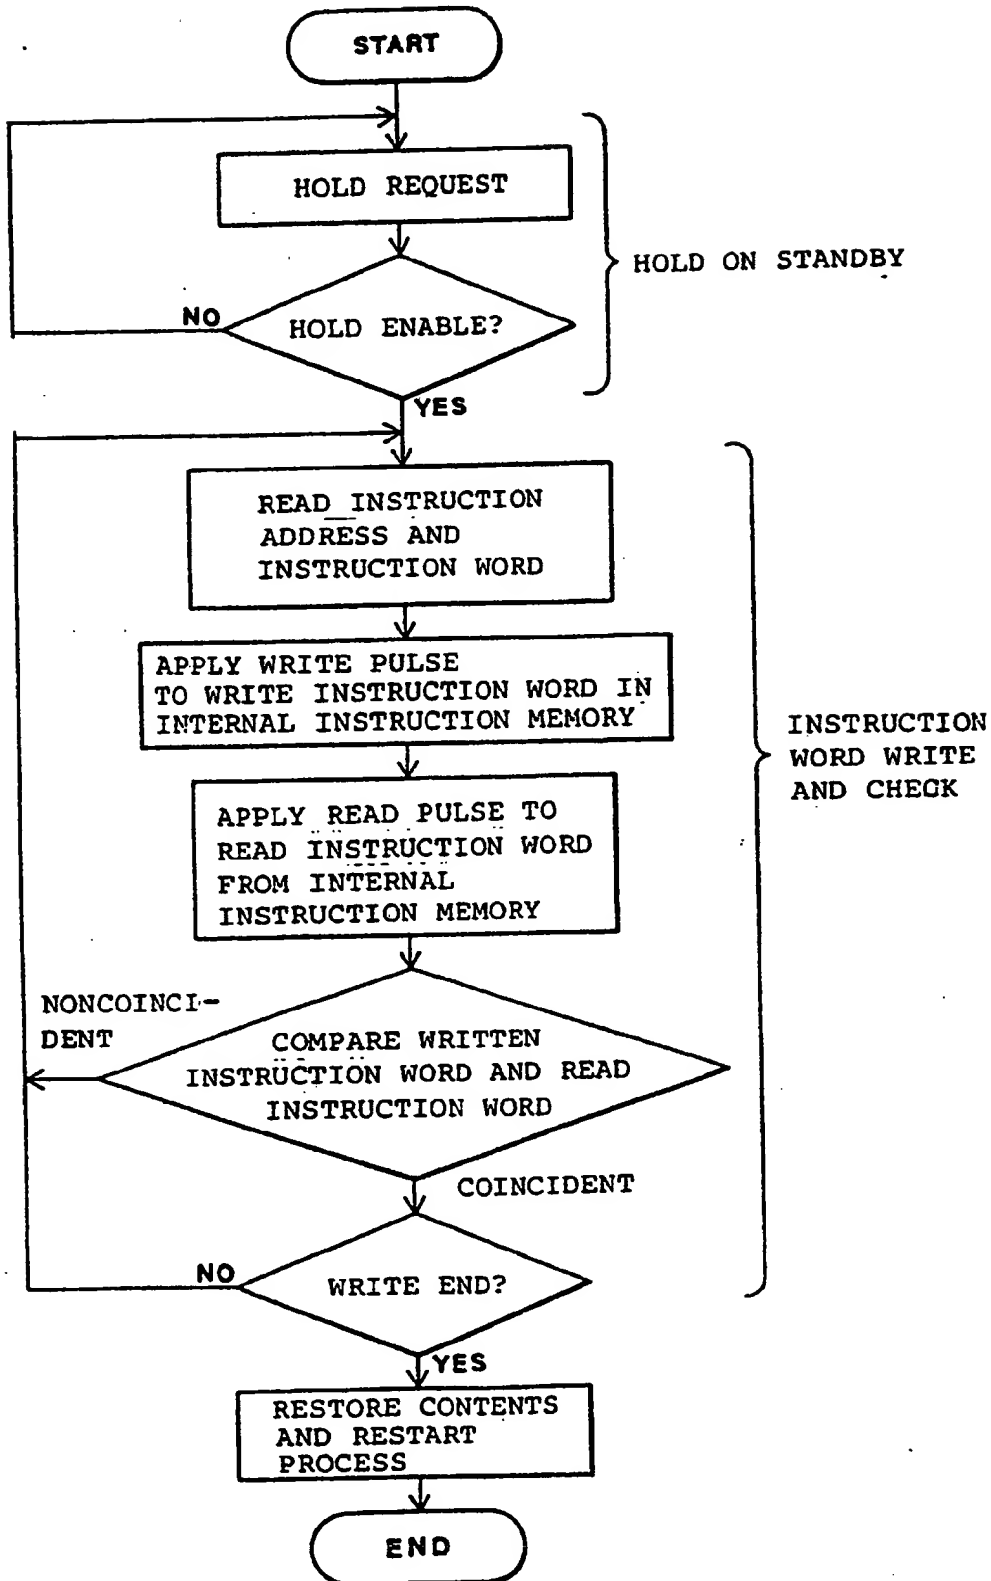 START
HOLD REQUEST
HOLD ON STANDBY
NO
HOLD ENABLE?
YES
READ INSTRUCTION
ADDRESS AND
INSTRUCTION WORD
APPLY WRITE PULSE
TO WRITE INSTRUCTION WORD IN
INTERNAL INSTRUCTION MEMORY
INSTRUCTION
WORD WRITE
AND CHECK
APPLY READ PULSE TO
READ INSTRUCTION WORD
FROM INTERNAL
INSTRUCTION MEMORY
NONCOINCI-
DENT
COMPARE WRITTEN
INSTRUCTION WORD AND READ
INSTRUCTION WORD
COINCIDENT
NO
WRITE END?
YES
RESTORE CONTENTS
AND RESTART
PROCESS
END